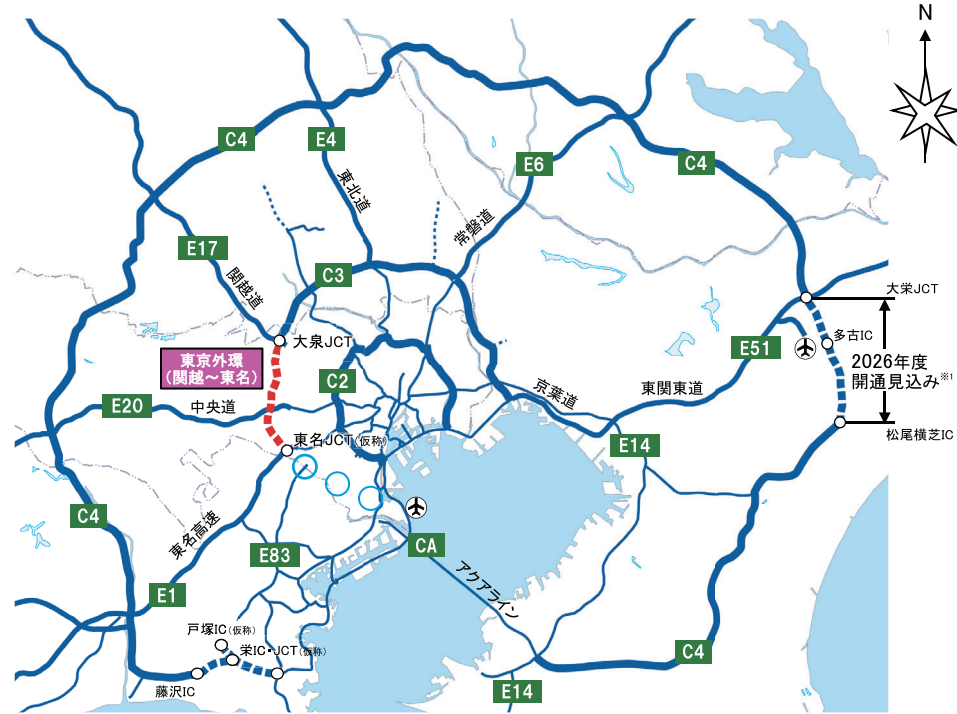 N
C4
E4
E6
C4
東北道
常磐道
E17
関越道
C3
大栄JCT
大泉JCT
多古IC
E51
東京外環
(関越～東名)
2026年度
開通見込み※1
C2
東関東道
京葉道
E20
中央道
東名JCT(仮称)
E14
松尾横芝IC
C4
東名高速
E83
CA
アクアライン
E1
戸塚IC(仮称)
栄IC・JCT(仮称)
C4
藤沢IC
E14